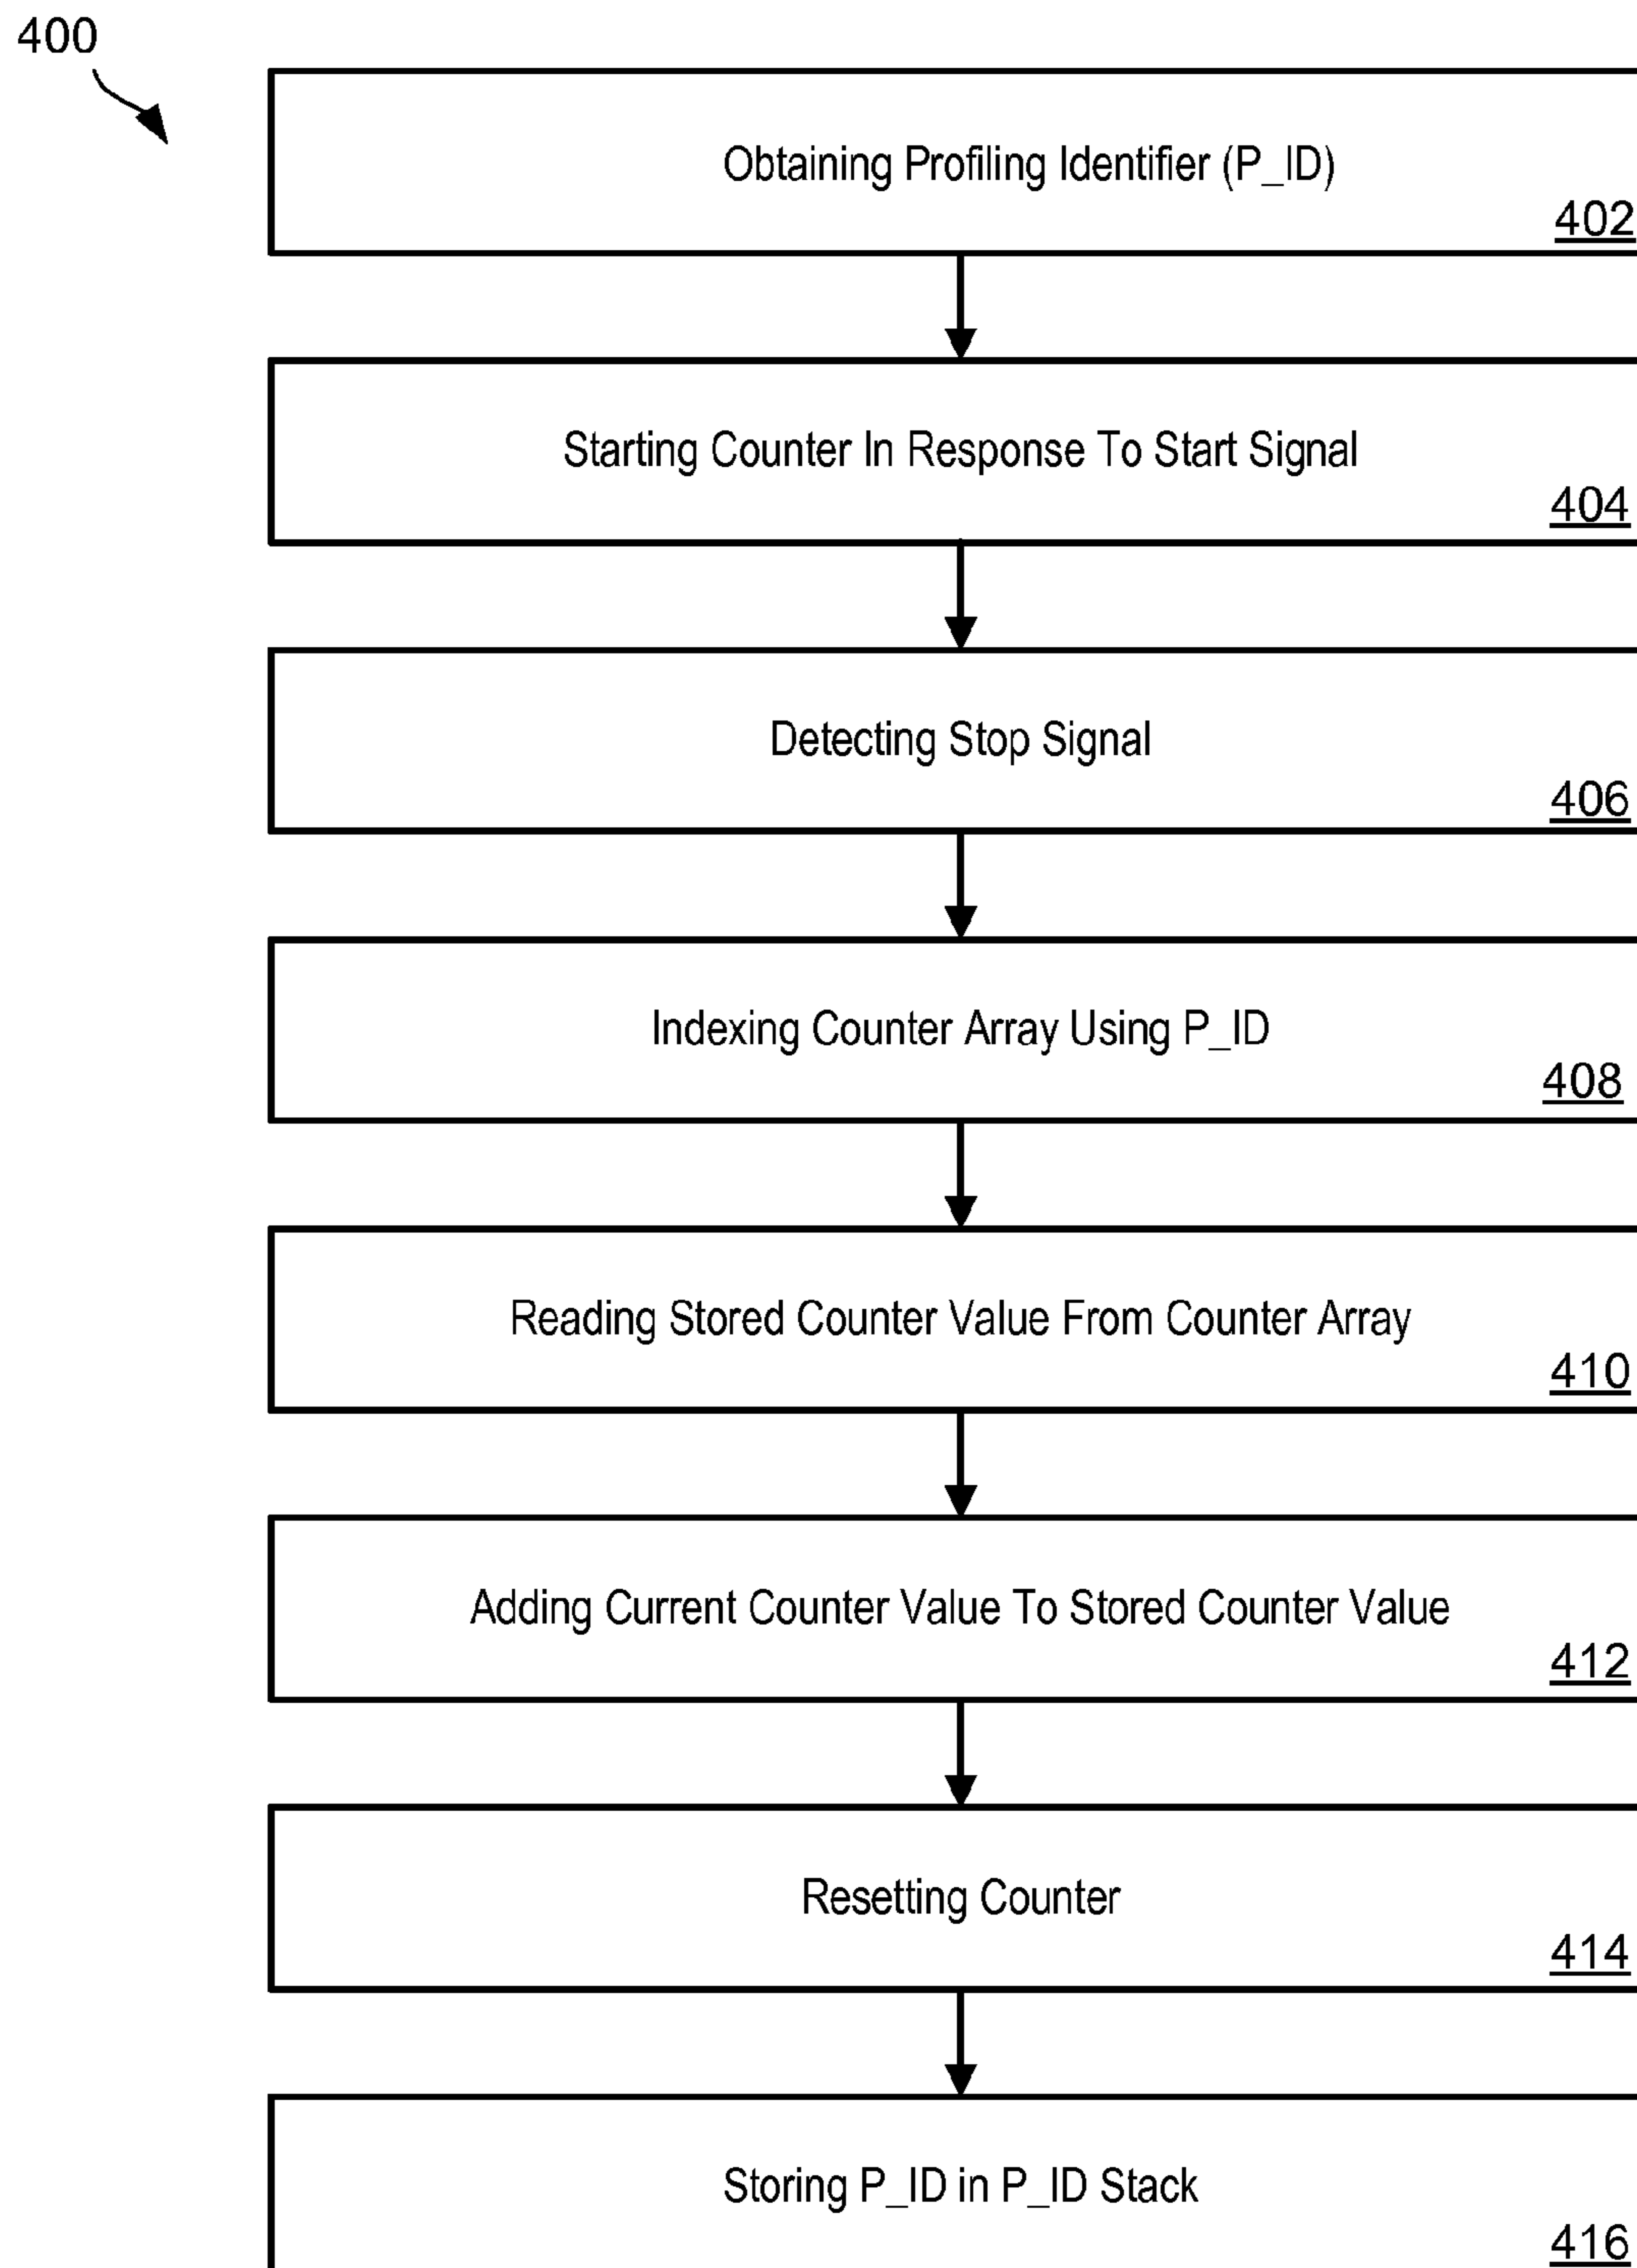 400
Obtaining Profiling Identifier (P_ID)
402
Starting Counter In Response To Start Signal
404
Detecting Stop Signal
406
Indexing Counter Array Using P_ID
408
Reading Stored Counter Value From Counter Array
410
Adding Current Counter Value To Stored Counter Value
412
Resetting Counter
414
Storing P_ID in P_ID Stack
416